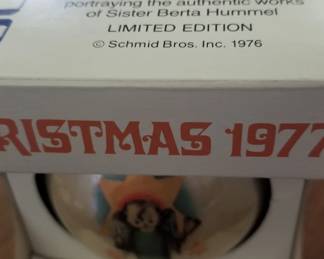 portraying the authentic works
of Sister Berta Hummel
LIMITED EDITION
© Schmid Bros. Inc. 1976
RISTMAS 1977